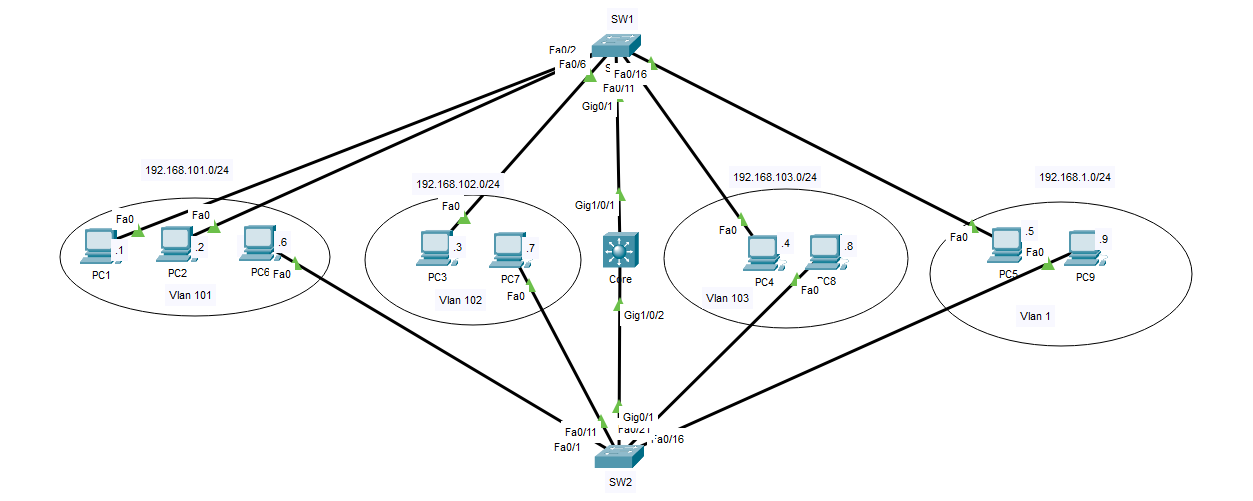 SW1
Fa0/2
Fa0/6
S
Fa0/16
Fa0/11
Gig0/1
192.168.101.0/24
192.168.102.0/24
192.168.103.0/24
192.168.1.0/24
Fa0
Fa0
.1
.2
.6
PC1
PC2
PC6
Fa0
Vlan 101
Fa0
.3
.7
PC3
PC7
Fa0
Vlan 102
Gig1/0/1
Core
Gig1/0/2
Fa0
.4
.8
PC4
PC8
Fa0
Vlan 103
Fa0
.5
Fa0
.9
PC5
PC9
Vlan 1
Gig0/1
Fa0/21
Fa0/11
Fa0/16
Fa0/1
SW2